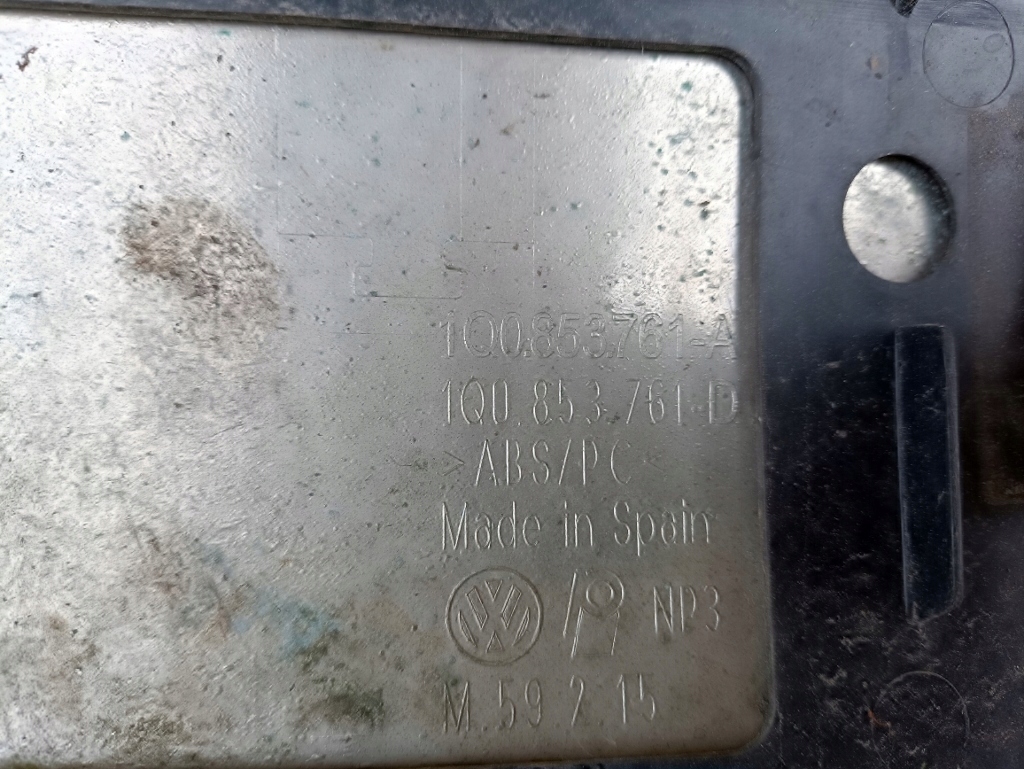 1Q0.853.761-A
1Q0.853.761-D
>ABS/PC<
Made in Spain
NP3
M.59 2 15